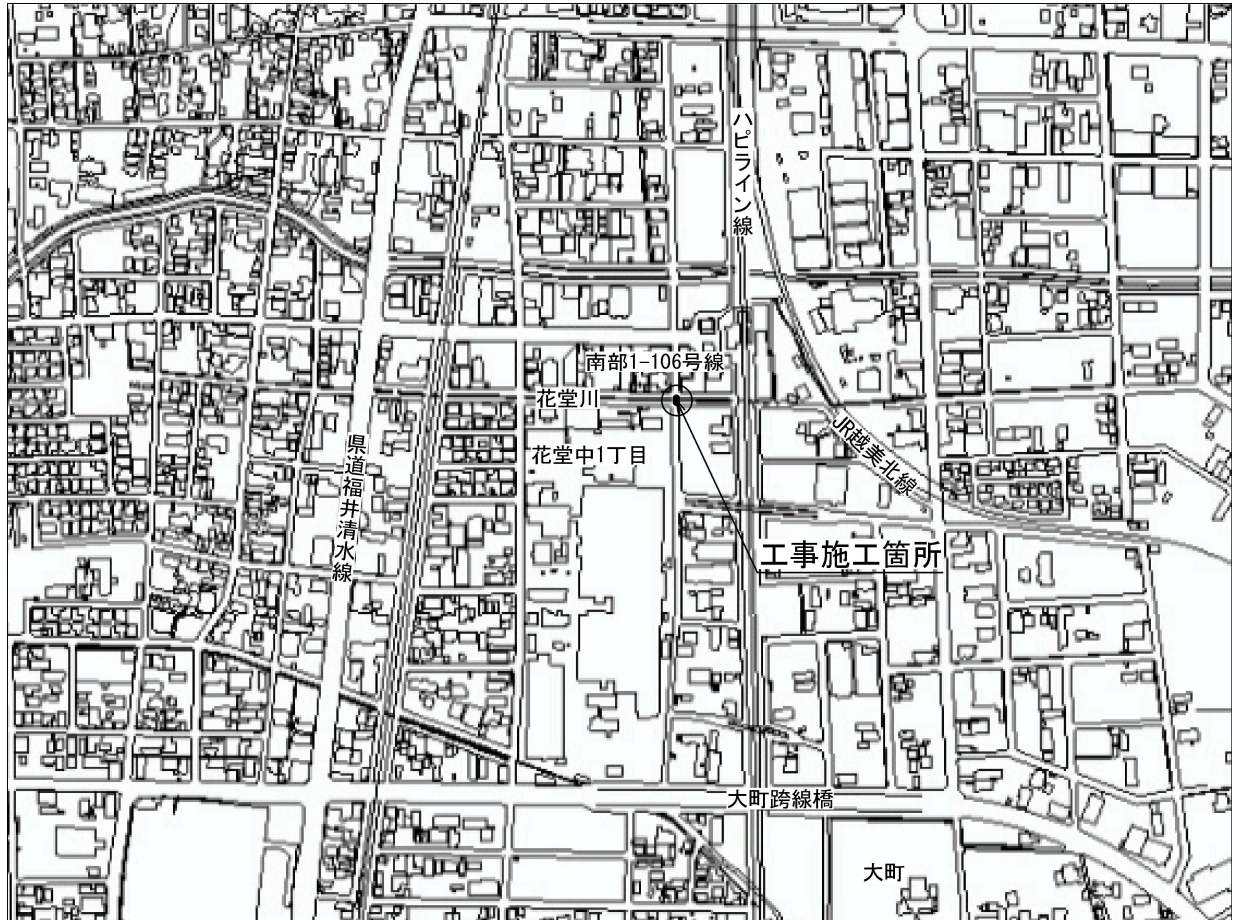 ハピライン線
南部1-106号線
花堂川
JR越美北線
花堂中1丁目
県道福井清水線
工事施工箇所
大町跨線橋
大町